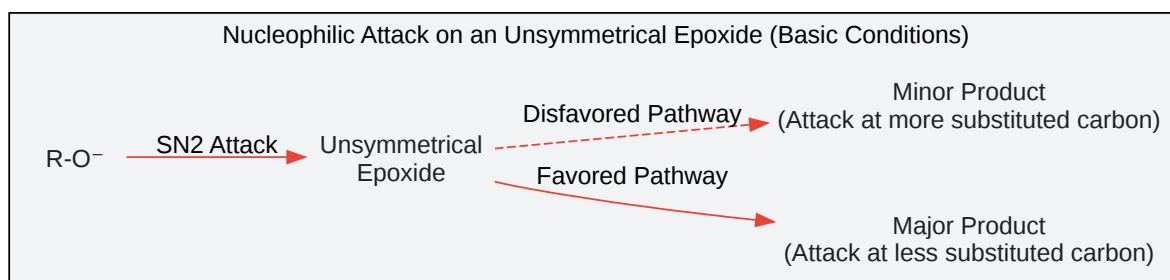 Nucleophilic Attack on an Unsymmetrical Epoxide (Basic Conditions)
R-O⁻
SN2 Attack
Unsymmetrical
Epoxide
Disfavored Pathway
Favored Pathway
Minor Product
(Attack at more substituted carbon)
Major Product
(Attack at less substituted carbon)